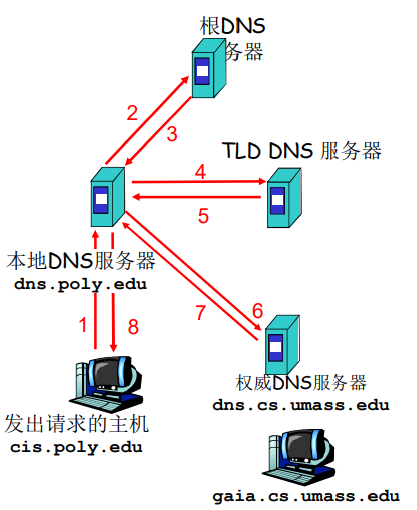 根DNS
务器
2
3
TLD DNS 服务器
4
5
本地DNS服务器
dns.poly.edu
6
7
1
8
权威DNS服务器
dns.cs.umass.edu
发出请求的主机
cis.poly.edu
gaia.cs.umass.edu